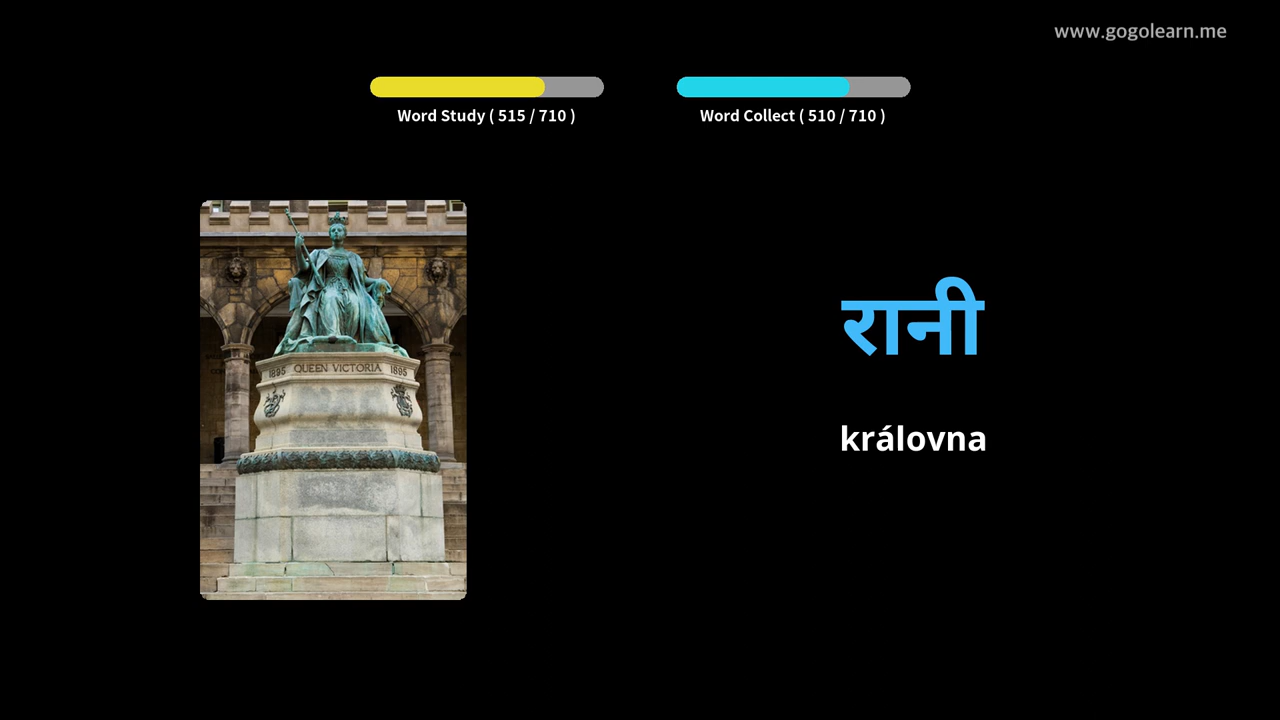 www.gogolearn.me
Word Study ( 515 / 710 )
Word Collect ( 510 / 710 )
1895 QUEEN VICTORIA 1895
रानी
královna